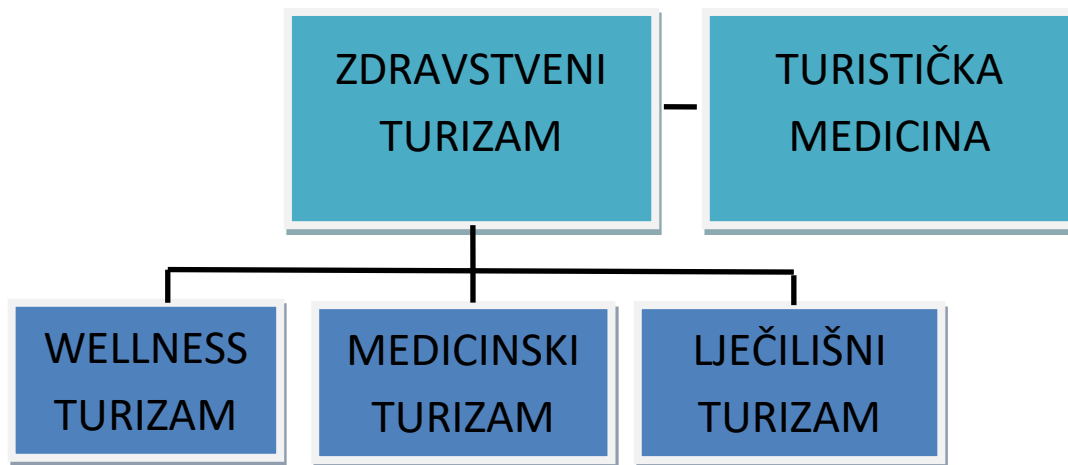 ZDRAVSTVENI
TURIZAM
TURISTIČKA
MEDICINA
WELLNESS
TURIZAM
MEDICINSKI
TURIZAM
LJEČILIŠNI
TURIZAM